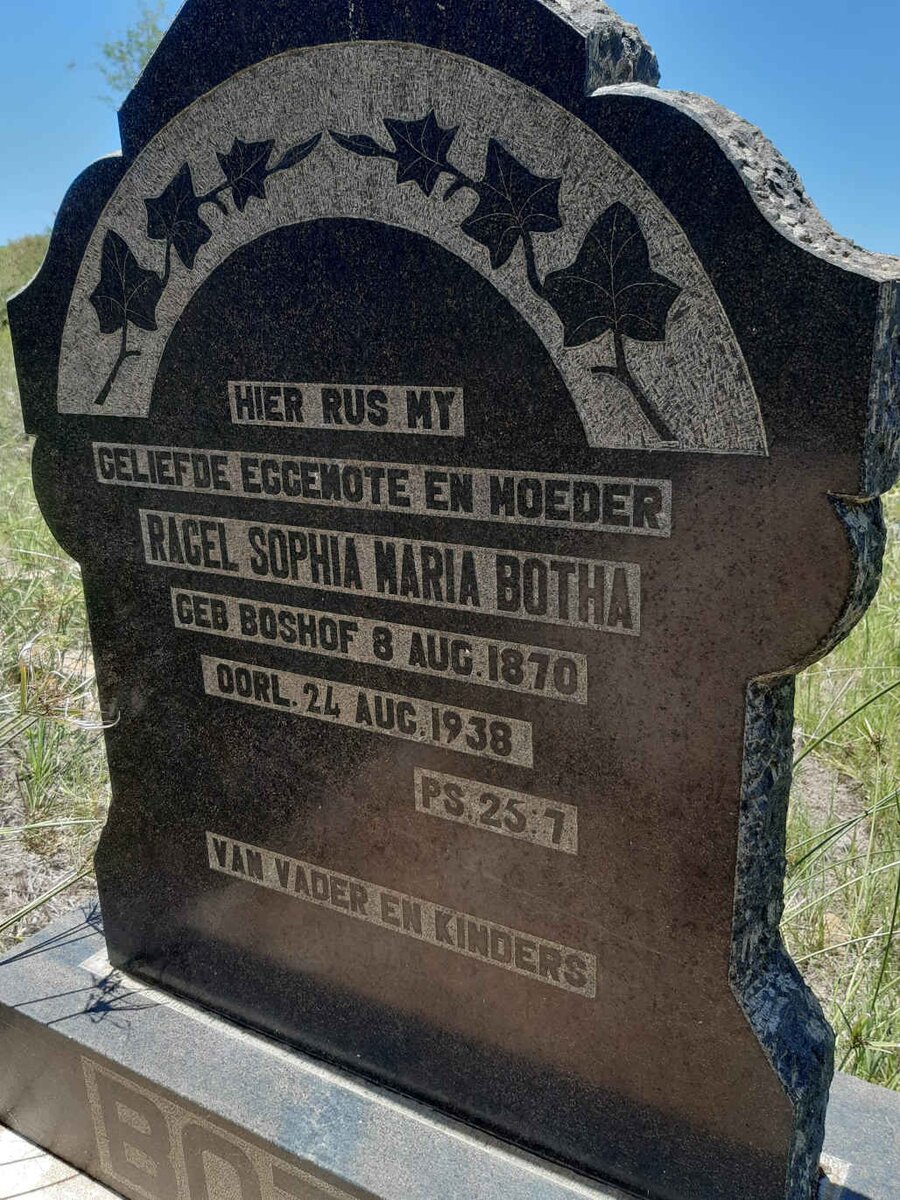 HIER RUS MY
GELIEFDE EGGENOTE EN MOEDER
RAGEL SOPHIA MARIA BOTHA
GEB BOSHOF 8 AUG. 1870
OORL. 24 AUG. 1938
PS. 25:7
VAN VADER EN KINDERS
BOT